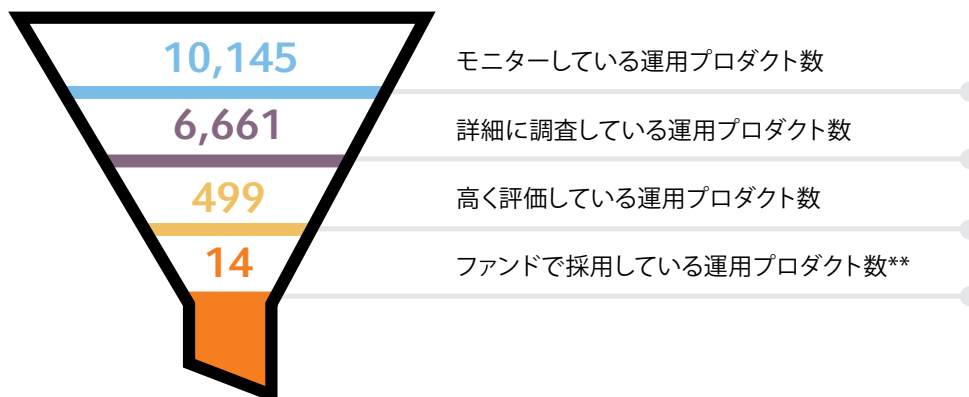 10,145 モニターしている運用プロダクト数
6,661 詳細に調査している運用プロダクト数
499 高く評価している運用プロダクト数
14 ファンドで採用している運用プロダクト数**